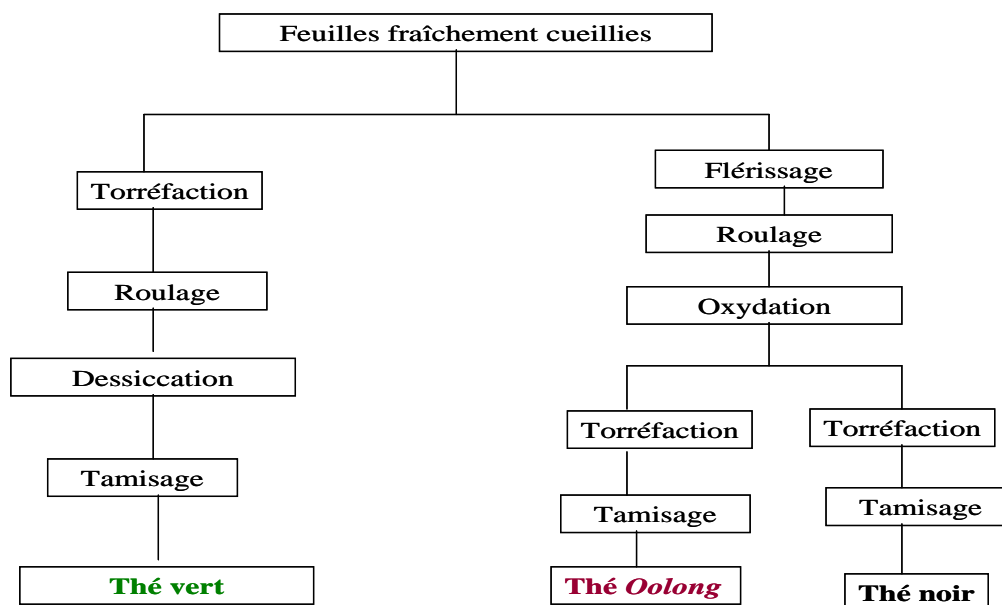 Feuilles fraîchement cueillies
Torréfaction
Roulage
Dessiccation
Tamisage
Thé vert
Flérissage
Roulage
Oxydation
Torréfaction
Tamisage
Thé Oolong
Torréfaction
Tamisage
Thé noir